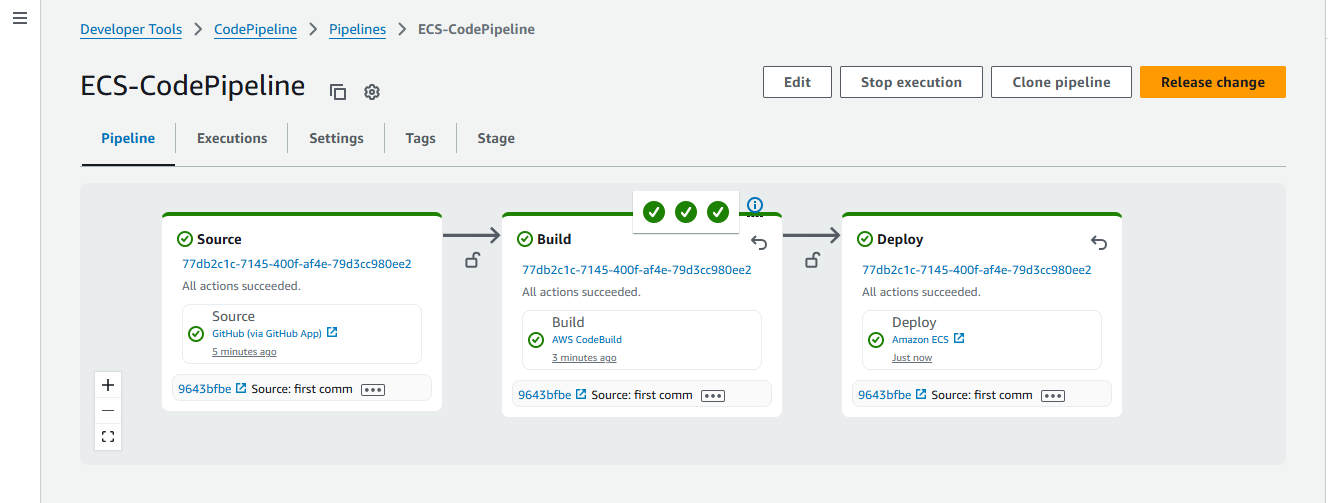 Developer Tools > CodePipeline > Pipelines > ECS-CodePipeline
ECS-CodePipeline
Edit
Stop execution
Clone pipeline
Release change
Pipeline
Executions
Settings
Tags
Stage
Source
77db2c1c-7145-400f-af4e-79d3cc980ee2
All actions succeeded.
Source
GitHub (via GitHub App)
5 minutes ago
9643bfbe Source: first comm
Build
77db2c1c-7145-400f-af4e-79d3cc980ee2
All actions succeeded.
Build
AWS CodeBuild
3 minutes ago
9643bfbe Source: first comm
Deploy
77db2c1c-7145-400f-af4e-79d3cc980ee2
All actions succeeded.
Deploy
Amazon ECS
Just now
9643bfbe Source: first comm